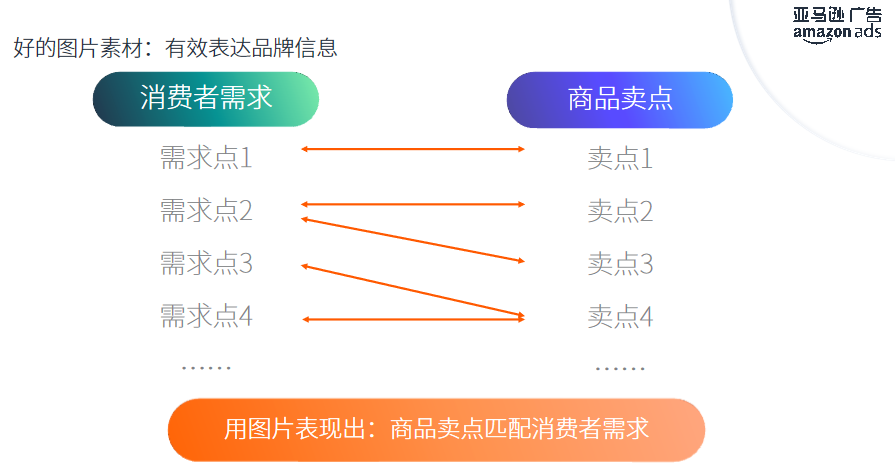 亚马逊广告
amazon ads
好的图片素材：有效表达品牌信息
消费者需求
商品卖点
需求点1
卖点1
需求点2
卖点2
需求点3
卖点3
需求点4
卖点4
……
……
用图片表现出：商品卖点匹配消费者需求